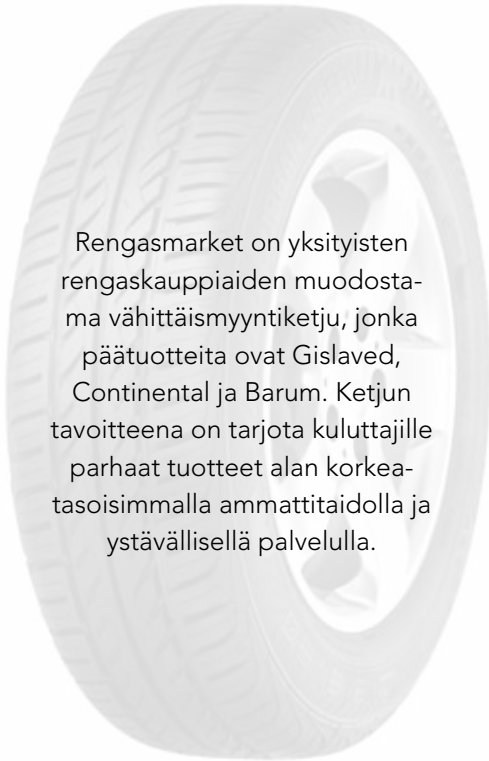 Rengasmarket on yksityisten
rengaskauppiaiden muodosta-
ma vähittäismyyntiketju, jonka
päätuotteita ovat Gislaved,
Continental ja Barum. Ketjun
tavoitteena on tarjota kuluttajille
parhaat tuotteet alan korkea-
tasoisimmalla ammattitaidolla ja
ystävällisellä palvelulla.